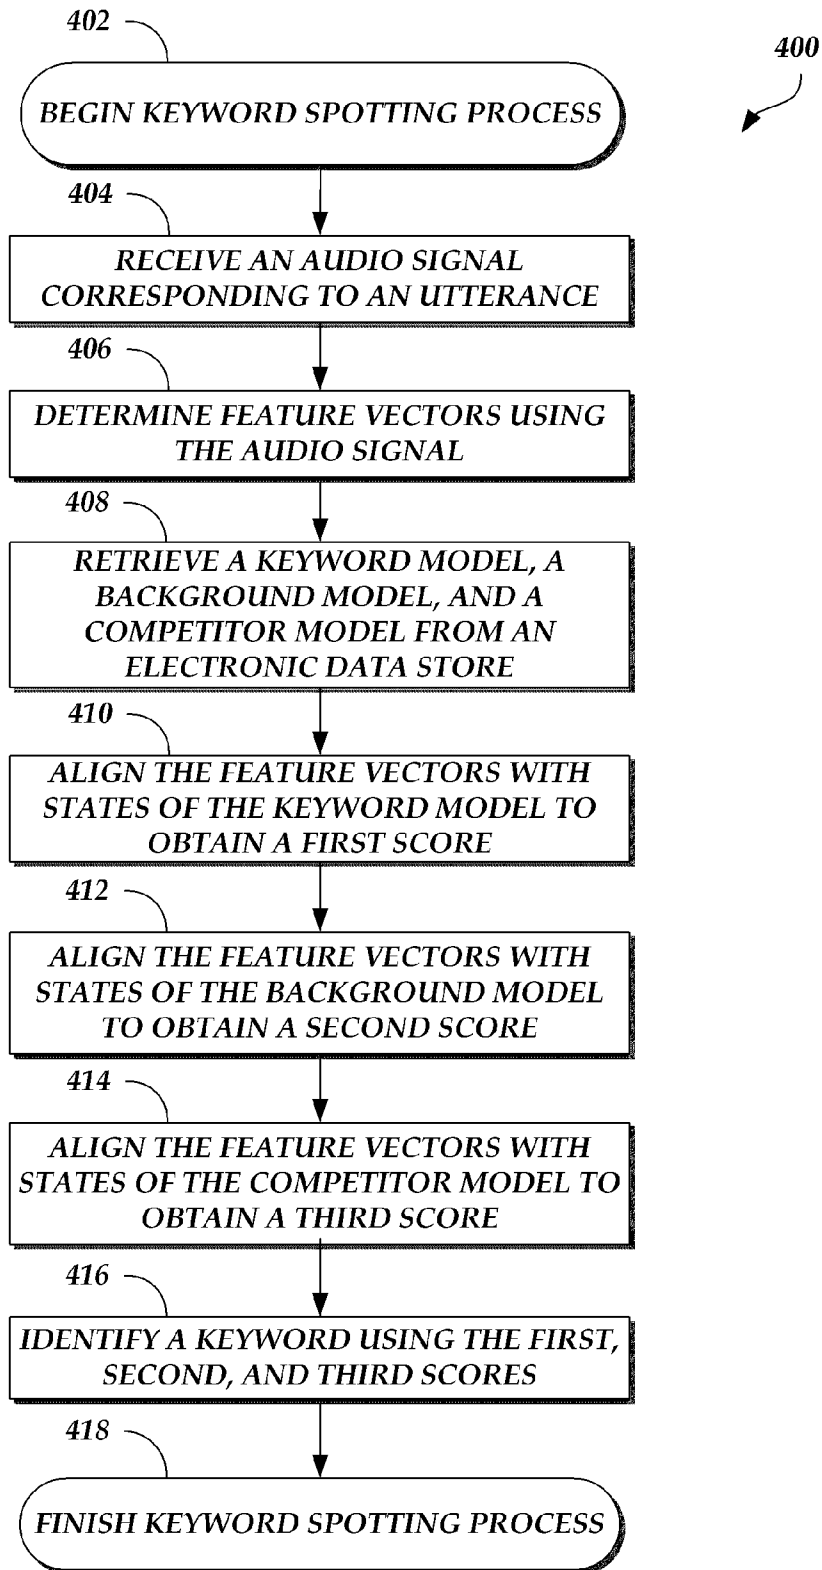 402
400
BEGIN KEYWORD SPOTTING PROCESS
404
RECEIVE AN AUDIO SIGNAL
CORRESPONDING TO AN UTTERANCE
406
DETERMINE FEATURE VECTORS USING
THE AUDIO SIGNAL
408
RETRIEVE A KEYWORD MODEL, A
BACKGROUND MODEL, AND A
COMPETITOR MODEL FROM AN
ELECTRONIC DATA STORE
410
ALIGN THE FEATURE VECTORS WITH
STATES OF THE KEYWORD MODEL TO
OBTAIN A FIRST SCORE
412
ALIGN THE FEATURE VECTORS WITH
STATES OF THE BACKGROUND MODEL
TO OBTAIN A SECOND SCORE
414
ALIGN THE FEATURE VECTORS WITH
STATES OF THE COMPETITOR MODEL TO
OBTAIN A THIRD SCORE
416
IDENTIFY A KEYWORD USING THE FIRST,
SECOND, AND THIRD SCORES
418
FINISH KEYWORD SPOTTING PROCESS